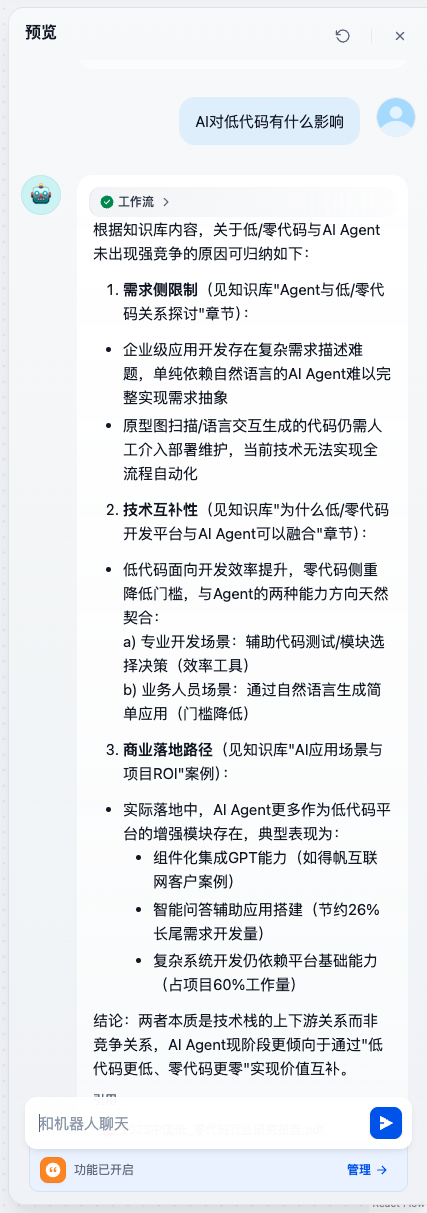 预览
AI对低代码有什么影响
工作流
根据知识库内容，关于低/零代码与AI Agent
未出现强竞争的原因可归纳如下：
1. 需求侧限制（见知识库"Agent与低/零代
码关系探讨"章节）：
• 企业级应用开发存在复杂需求描述难
题，单纯依赖自然语言的AI Agent难以完
整实现需求抽象
• 原型图扫描/语言交互生成的代码仍需人
工介入部署维护，当前技术无法实现全
流程自动化
2. 技术互补性（见知识库"为什么低/零代码
开发平台与AI Agent可以融合"章节）：
• 低代码面向开发效率提升，零代码侧重
降低门槛，与Agent的两种能力方向天然
契合：
a) 专业开发场景：辅助代码测试/模块选
择决策（效率工具）
b) 业务人员场景：通过自然语言生成简
单应用（门槛降低）
3. 商业落地路径（见知识库"AI应用场景与
项目ROI"案例）：
• 实际落地中，AI Agent更多作为低代码平
台的增强模块存在，典型表现为：
• 组件化集成GPT能力（如得帆互联
网客户案例）
• 智能问答辅助应用搭建（节约26%
长尾需求开发量）
• 复杂系统开发仍依赖平台基础能力
（占项目60%工作量）
结论：两者本质是技术栈的上下游关系而非
竞争关系，AI Agent现阶段更倾向于通过"低
代码更低、零代码更零"实现价值互补。
和机器人聊天
功能已开启
管理